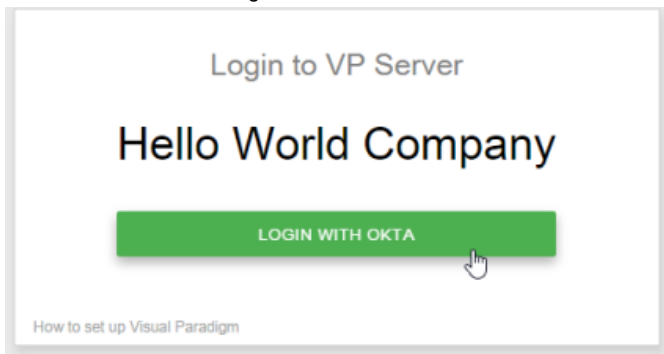 Login to VP Server
Hello World Company
LOGIN WITH OKTA
How to set up Visual Paradigm